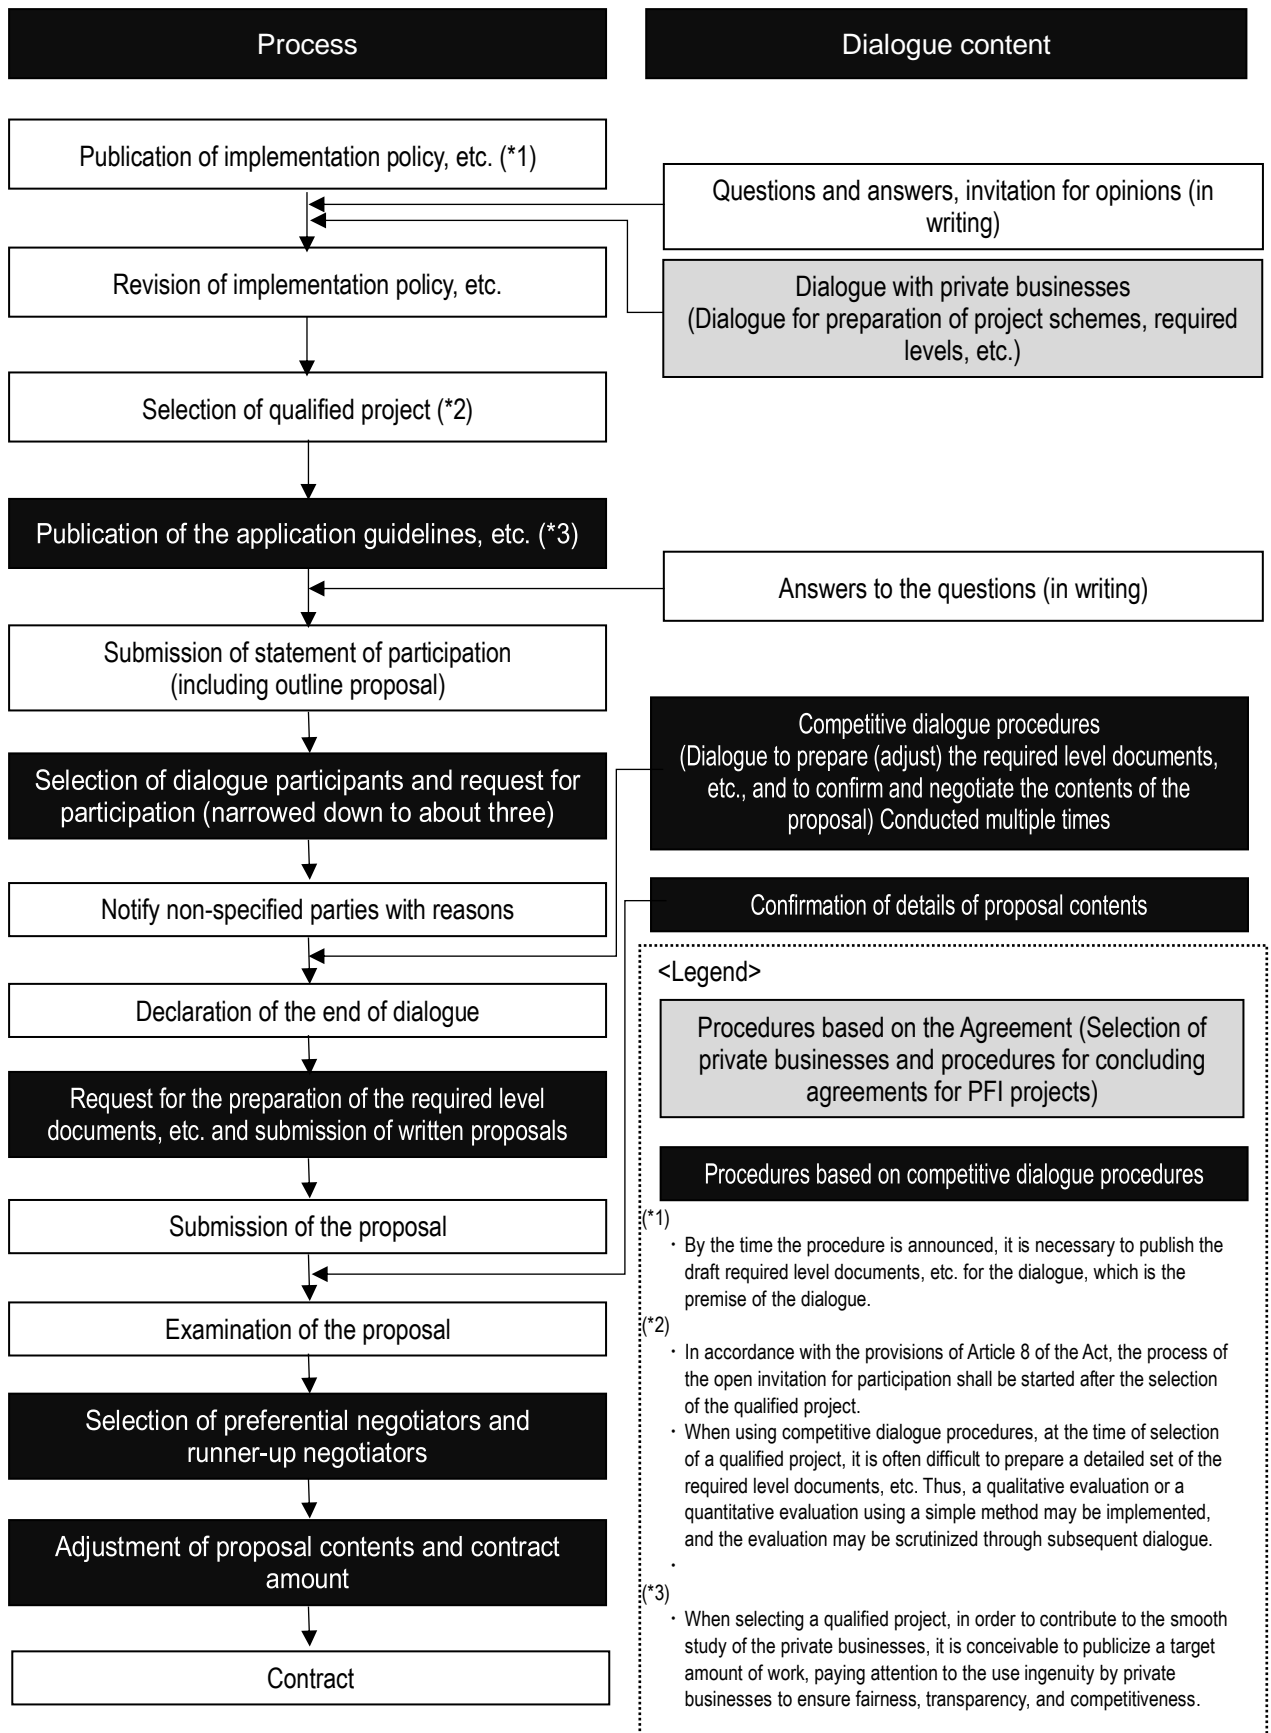 Process
Dialogue content
Publication of implementation policy, etc. (*1)
Questions and answers, invitation for opinions (in
writing)
Revision of implementation policy, etc.
Dialogue with private businesses
(Dialogue for preparation of project schemes, required
levels, etc.)
Selection of qualified project (*2)
Publication of the application guidelines, etc. (*3)
Answers to the questions (in writing)
Submission of statement of participation
(including outline proposal)
Competitive dialogue procedures
(Dialogue to prepare (adjust) the required level documents,
etc., and to confirm and negotiate the contents of the
proposal) Conducted multiple times
Selection of dialogue participants and request for
participation (narrowed down to about three)
Notify non-specified parties with reasons
Confirmation of details of proposal contents
Declaration of the end of dialogue
Request for the preparation of the required level
documents, etc. and submission of written proposals
Submission of the proposal
Examination of the proposal
Selection of preferential negotiators and
runner-up negotiators
Adjustment of proposal contents and contract
amount
Contract
<Legend>
Procedures based on the Agreement (Selection of
private businesses and procedures for concluding
agreements for PFI projects)
Procedures based on competitive dialogue procedures
(*1)
・ By the time the procedure is announced, it is necessary to publish the
draft required level documents, etc. for the dialogue, which is the
premise of the dialogue.
(*2)
・ In accordance with the provisions of Article 8 of the Act, the process of
the open invitation for participation shall be started after the selection
of the qualified project.
・ When using competitive dialogue procedures, at the time of selection
of a qualified project, it is often difficult to prepare a detailed set of the
required level documents, etc. Thus, a qualitative evaluation or a
quantitative evaluation using a simple method may be implemented,
and the evaluation may be scrutinized through subsequent dialogue.
・
(*3)
・ When selecting a qualified project, in order to contribute to the smooth
study of the private businesses, it is conceivable to publicize a target
amount of work, paying attention to the use ingenuity by private
businesses to ensure fairness, transparency, and competitiveness.